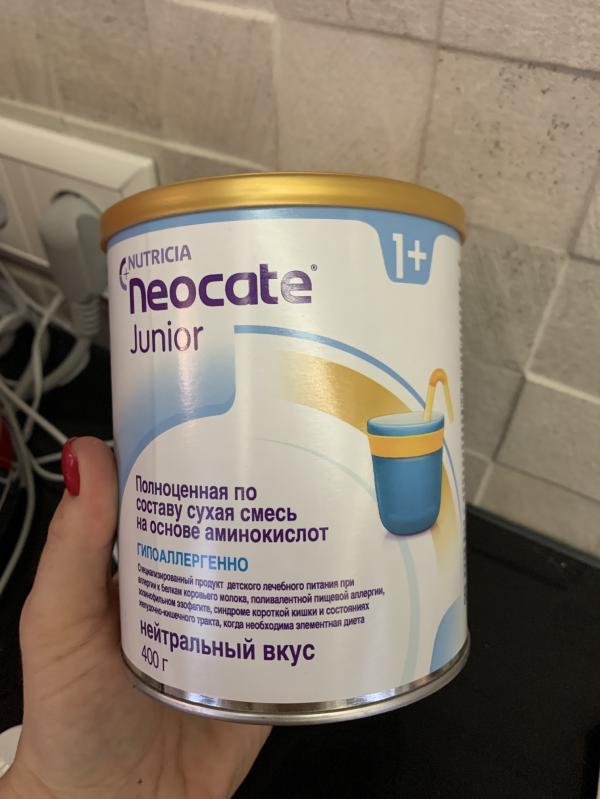 NUTRICIA
neocate®
Junior
1+
Полноценная по
составу сухая смесь
на основе аминокислот
ГИПОАЛЛЕРГЕННО
Специализированный продукт детского лечебного питания при
аллергии к белкам коровьего молока, поливалентной пищевой аллергии,
эозинофильном эзофагите, синдроме короткой кишки и состояниях
желудочно-кишечного тракта, когда необходима элементная диета
нейтральный вкус
400 г